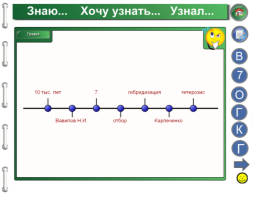 Знаю... Хочу узнать... Узнал...
10 тыс. лет
?
гибридизация
гетерозис
Вавилов Н.И
отбор
Карпеченко
В
7
О
Г
К
Г